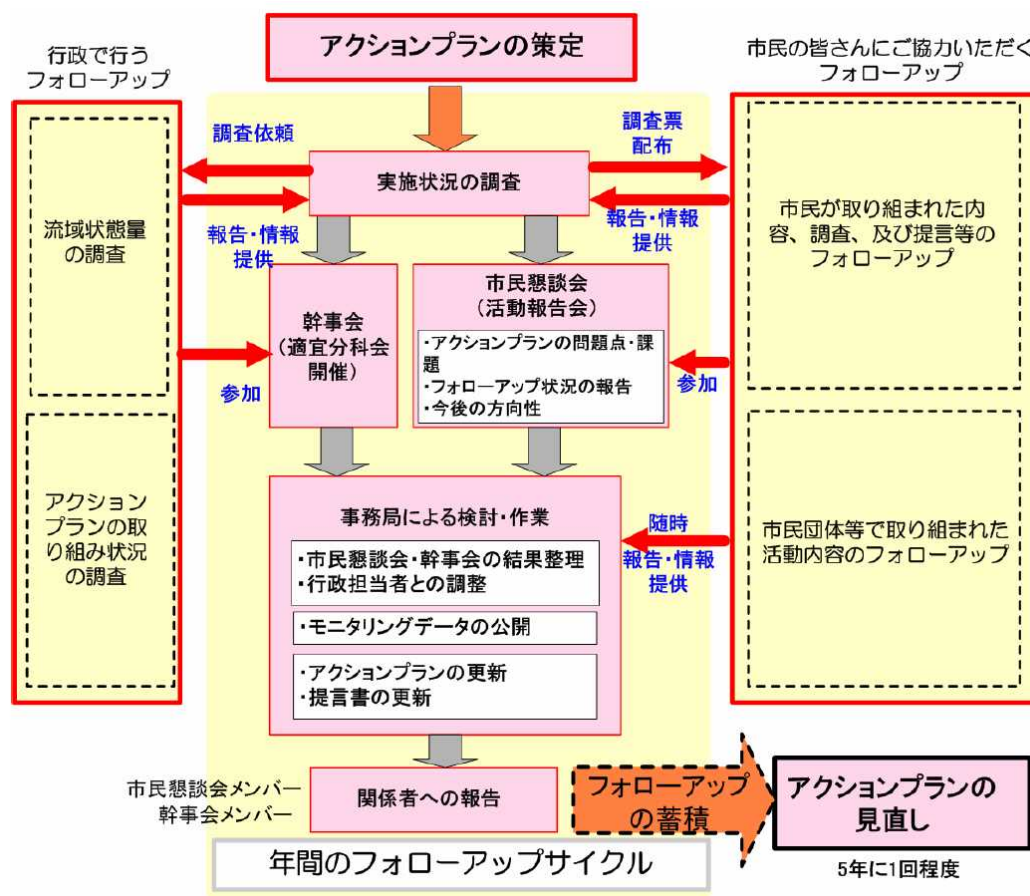 アクションプランの策定
行政で行う
フォローアップ
市民の皆さんにご協力いただく
フォローアップ
調査依頼
調査票
配布
実施状況の調査
報告・情報
提供
報告・情報
提供
流域状態量
の調査
市民が取り組まれた内
容、調査、及び提言等の
フォローアップ
幹事会
(適宜分科会
開催)
市民懇談会
(活動報告会)
・アクションプランの問題点・課
題
・フォローアップ状況の報告
・今後の方向性
参加
参加
アクション
プランの取
り組み状況
の調査
事務局による検討・作業
・市民懇談会・幹事会の結果整理
・行政担当者との調整
・モニタリングデータの公開
・アクションプランの更新
・提言書の更新
随時
報告・情報
提供
市民団体等で取り組まれた
活動内容のフォローアップ
市民懇談会メンバー
幹事会メンバー
関係者への報告
フォローアップ
の蓄積
アクションプランの
見直し
5年に1回程度
年間のフォローアップサイクル